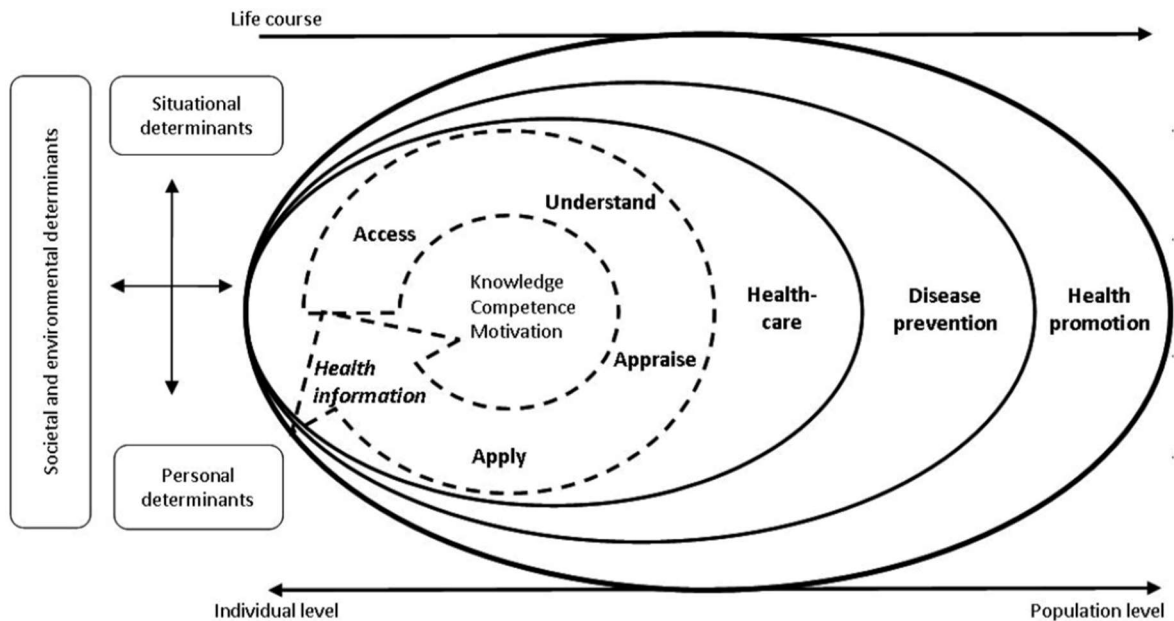 Life course
Societal and environmental determinants
Situational
determinants
Understand
Access
Knowledge
Competence
Motivation
Health-
care
Disease
prevention
Health
promotion
Appraise
Health
information
Apply
Personal
determinants
Individual level
Population level